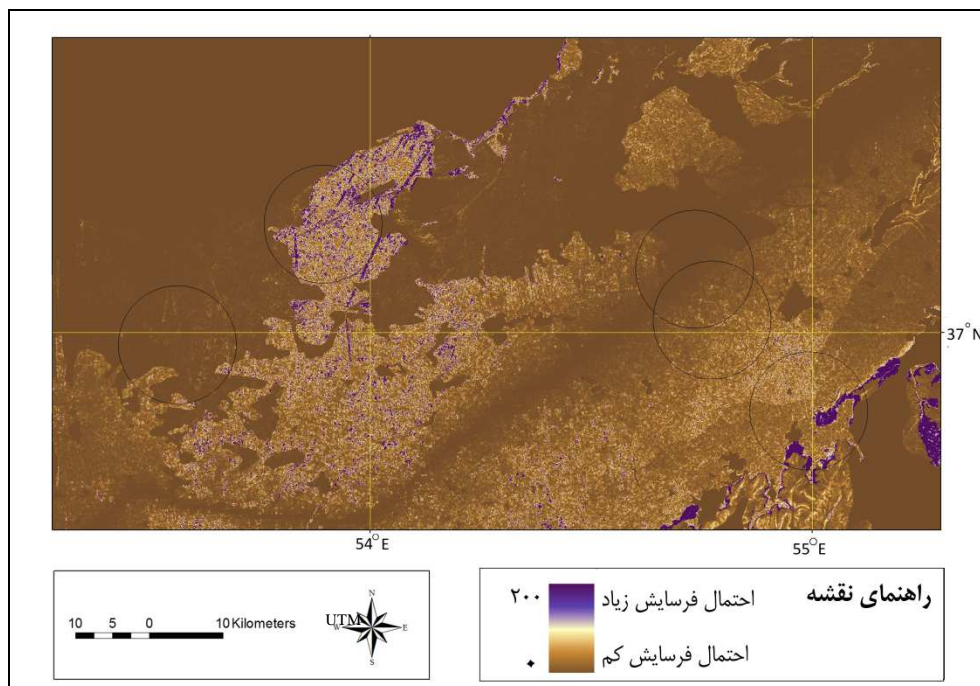 37°N
54°E
55°E
10 5 0 10 Kilometers
UTM
N
W E
S
راهنمای نقشه
۲۰۰ احتمال فرسایش زیاد
۰ احتمال فرسایش کم